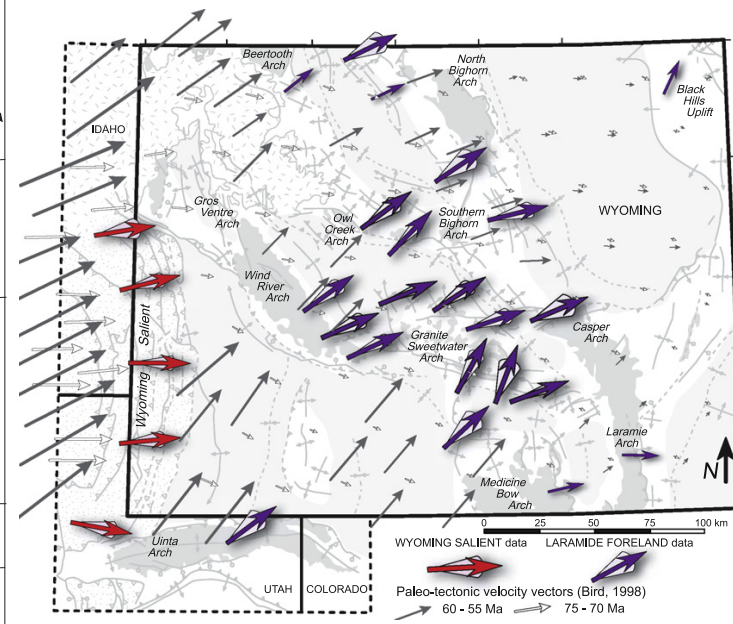 Beertooth
Arch
North
Bighorn
Arch
Black
Hills
Uplift
A
IDAHO
Gros
Ventre
Arch
Owl
Creek
Arch
Southern
Bighorn
Arch
WYOMING
Wind
River
Arch
Wyoming Salient
Granite
Sweetwater
Arch
Casper
Arch
Laramie
Arch
N
Medicine
Bow
Arch
Uinta
Arch
0 25 50 75 100 km
WYOMING SALIENT data LARAMIDE FORELAND data
UTAH COLORADO
Paleo-tectonic velocity vectors (Bird, 1998)
60 - 55 Ma 75 - 70 Ma